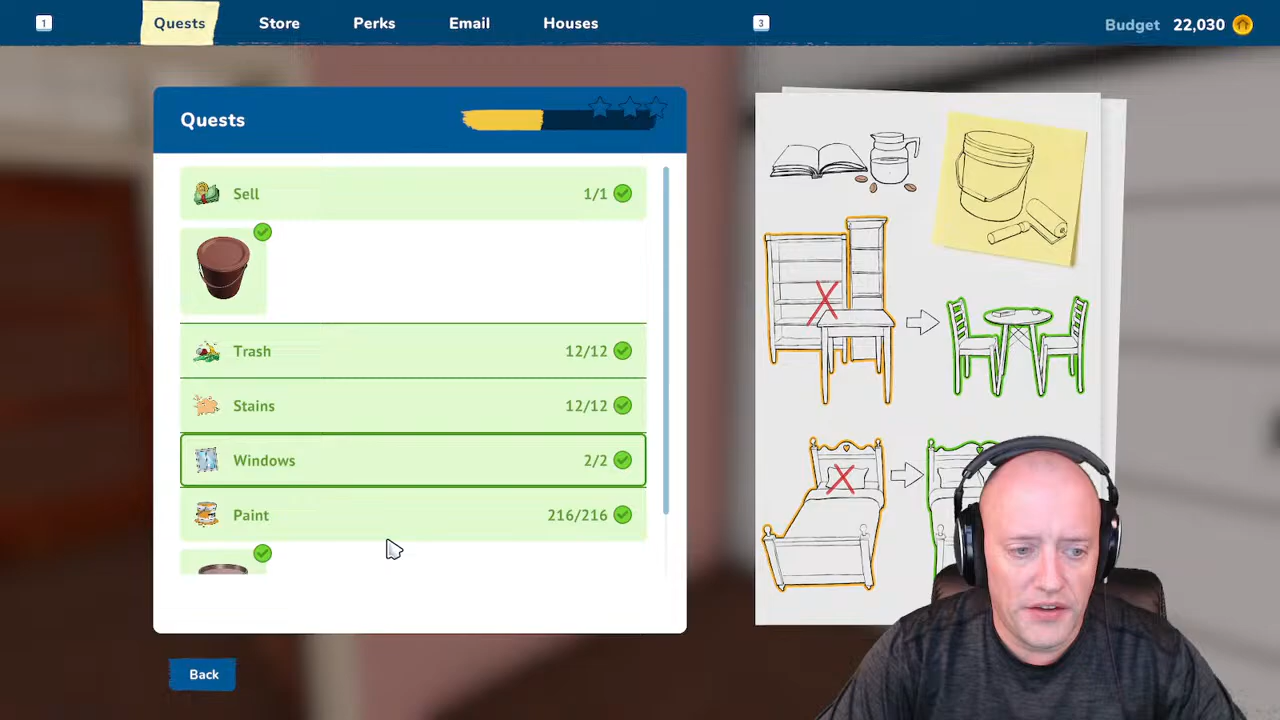 1 Quests Store Perks Email Houses 3 Budget 22,030
Quests
Sell 1/1
Trash 12/12
Stains 12/12
Windows 2/2
Paint 216/216
Back